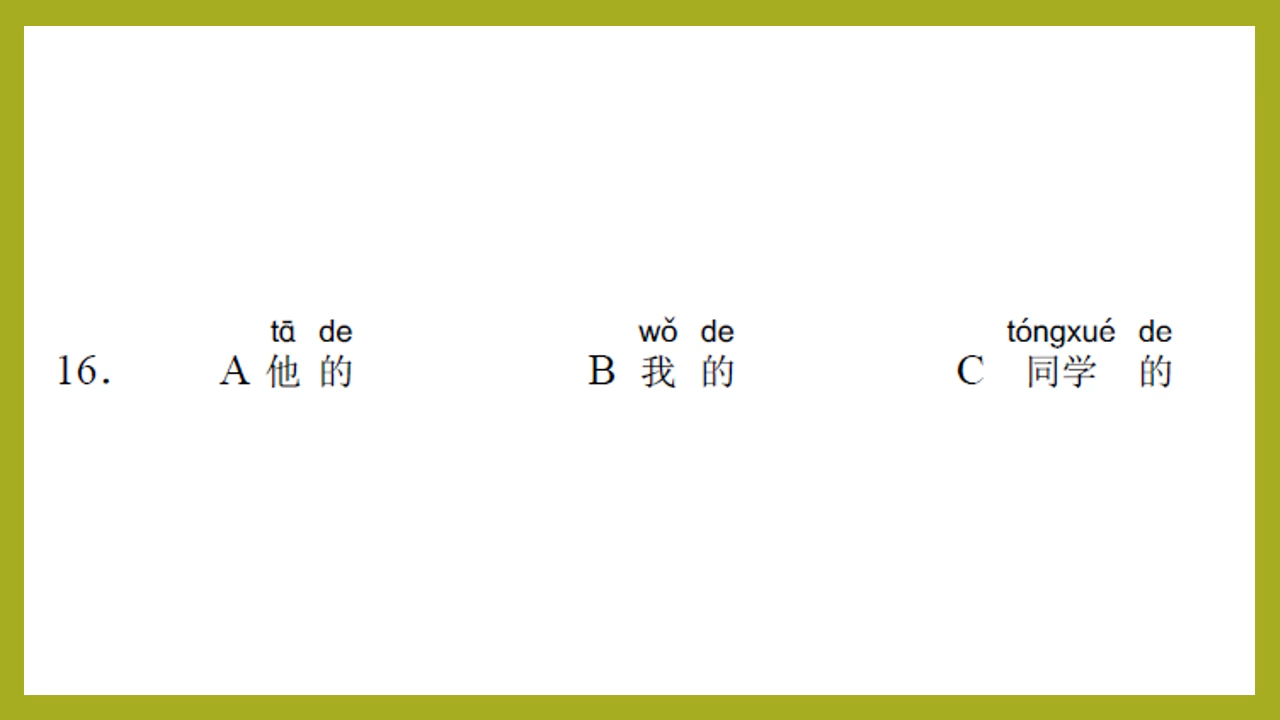 tā de wǒ de tóngxué de
16. A 他 的 B 我 的 C 同学 的